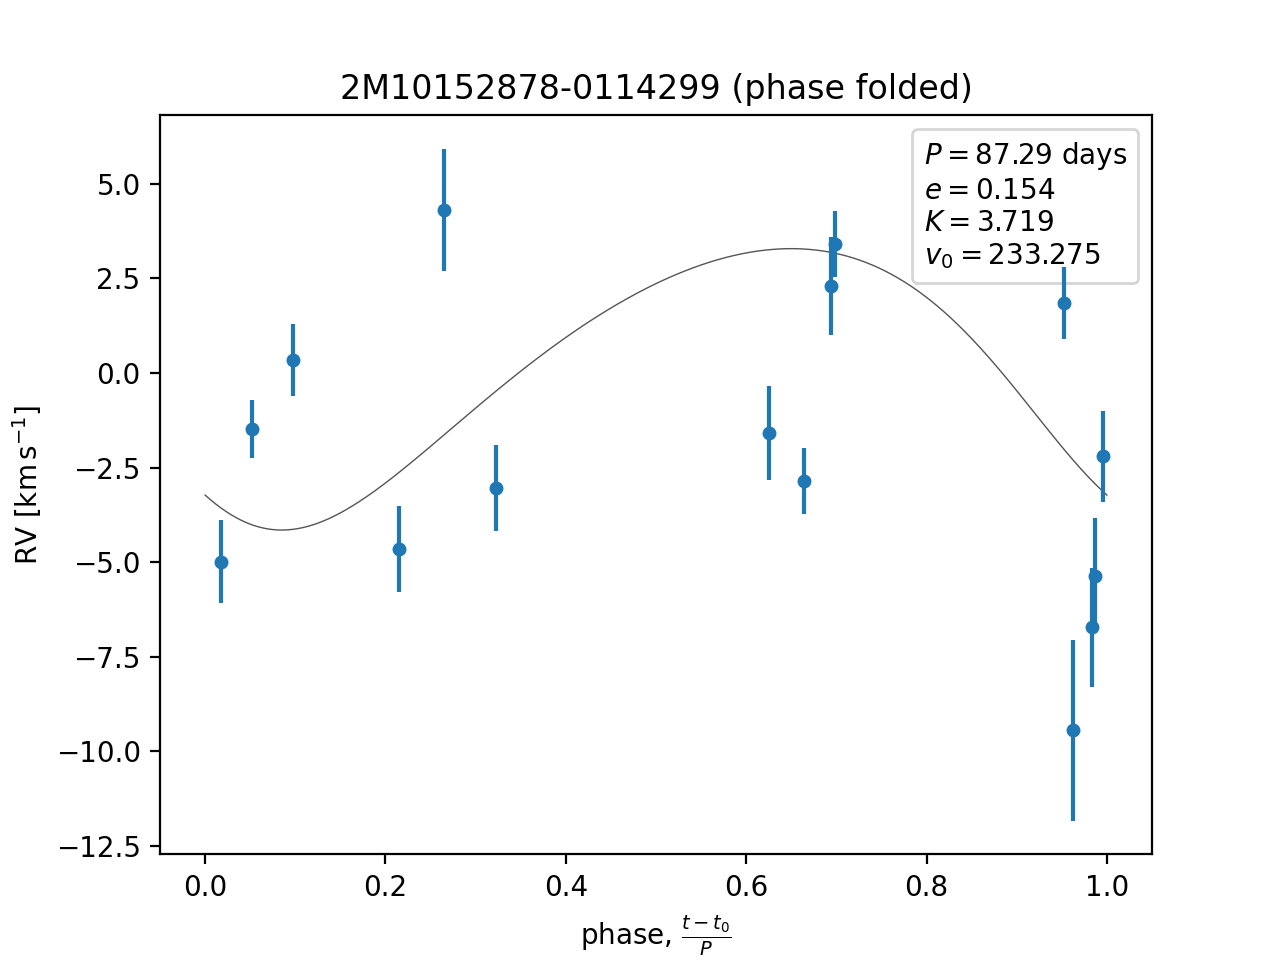 2M10152878-0114299 (phase folded)
P = 87.29 days
e = 0.154
K = 3.719
v₀ = 233.275
RV [km s⁻¹]
5.0
2.5
0.0
−2.5
−5.0
−7.5
−10.0
−12.5
0.0 0.2 0.4 0.6 0.8 1.0
phase, (t − t₀)/P